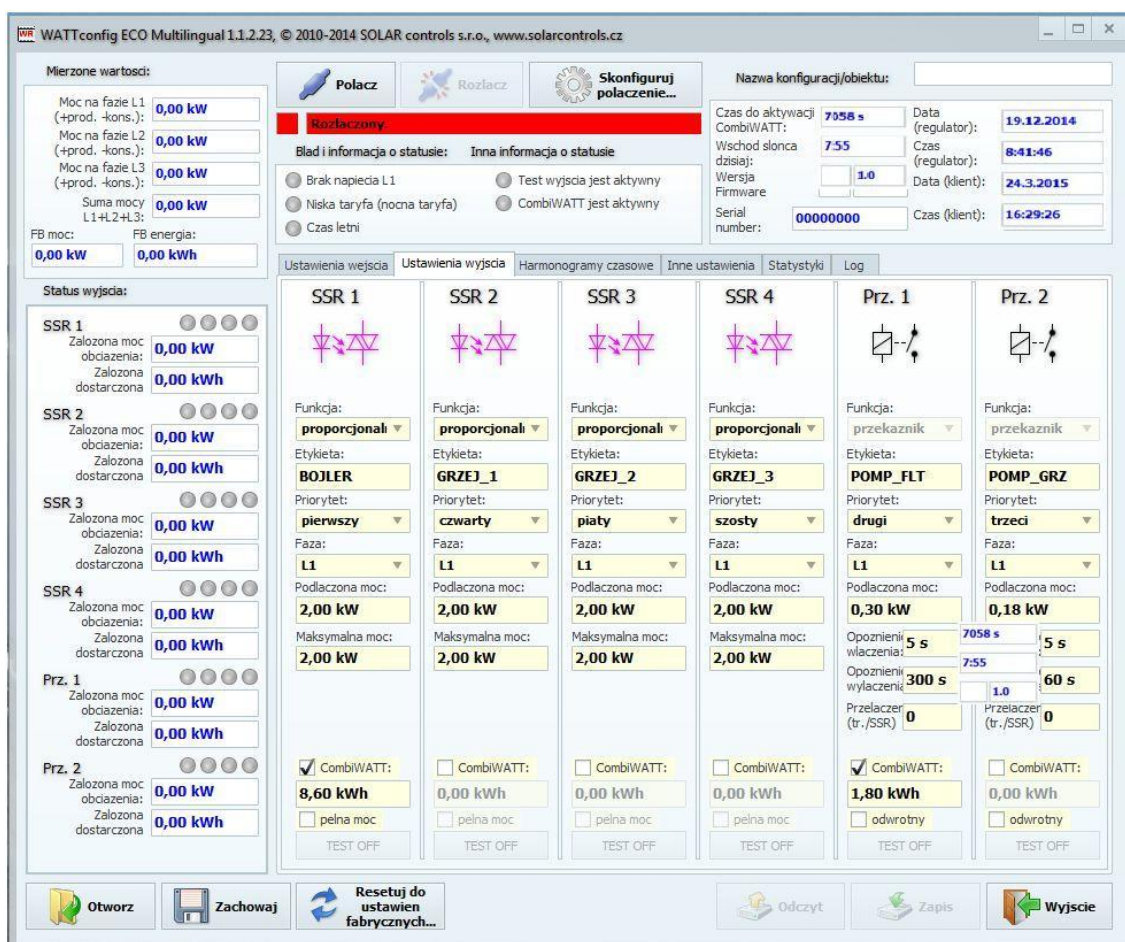 WR WATTconfig ECO Multilingual 1.1.2.23, © 2010-2014 SOLAR controls s.r.o., www.solarcontrols.cz
Mierzone wartosci:
Moc na fazie L1 (+prod. -kons.): 0,00 kW
Moc na fazie L2 (+prod. -kons.): 0,00 kW
Moc na fazie L3 (+prod. -kons.): 0,00 kW
Suma mocy L1+L2+L3: 0,00 kW
FB moc: FB energia:
0,00 kW 0,00 kWh
Polacz Rozlacz Skonfiguruj polaczenie...
Rozlaczony.
Blad i informacja o statusie: Inna informacja o statusie
Brak napiecia L1 Test wyjscia jest aktywny
Niska taryfa (nocna taryfa) CombiWATT jest aktywny
Czas letni
Nazwa konfiguracji/obiektu:
Czas do aktywacji CombiWATT: 7058 s Data (regulator): 19.12.2014
Wschod slonca dzisiaj: 7:55 Czas (regulator): 8:41:46
Wersja Firmware 1.0 Data (klient): 24.3.2015
Serial number: 00000000 Czas (klient): 16:29:26
Status wyjscia:
SSR 1
Zalozona moc obciazenia: 0,00 kW
Zalozona dostarczona 0,00 kWh
SSR 2
Zalozona moc obciazenia: 0,00 kW
Zalozona dostarczona 0,00 kWh
SSR 3
Zalozona moc obciazenia: 0,00 kW
Zalozona dostarczona 0,00 kWh
SSR 4
Zalozona moc obciazenia: 0,00 kW
Zalozona dostarczona 0,00 kWh
Prz. 1
Zalozona moc obciazenia: 0,00 kW
Zalozona dostarczona 0,00 kWh
Prz. 2
Zalozona moc obciazenia: 0,00 kW
Zalozona dostarczona 0,00 kWh
Ustawienia wejscia Ustawienia wyjscia Harmonogramy czasowe Inne ustawienia Statystyki Log
SSR 1 SSR 2 SSR 3 SSR 4 Prz. 1 Prz. 2
Funkcja: Funkcja: Funkcja: Funkcja: Funkcja: Funkcja:
proporcjonali proporcjonali proporcjonali proporcjonali przekaznik przekaznik
Etykieta: Etykieta: Etykieta: Etykieta: Etykieta: Etykieta:
BOJLER GRZEJ_1 GRZEJ_2 GRZEJ_3 POMP_FLT POMP_GRZ
Priorytet: Priorytet: Priorytet: Priorytet: Priorytet: Priorytet:
pierwszy czwarty piaty szosty drugi trzeci
Faza: Faza: Faza: Faza: Faza: Faza:
L1 L1 L1 L1 L1 L1
Podlaczona moc: Podlaczona moc: Podlaczona moc: Podlaczona moc: Podlaczona moc: Podlaczona moc:
2,00 kW 2,00 kW 2,00 kW 2,00 kW 0,30 kW 0,18 kW
Maksymalna moc: Maksymalna moc: Maksymalna moc: Maksymalna moc:
2,00 kW 2,00 kW 2,00 kW 2,00 kW
Opoznieni wlaczenia: 5 s 7058 s 5 s
7:55
Opoznieni wylaczenia 300 s 1.0 60 s
Przelaczer (tr./SSR) 0 Przelaczer (tr./SSR) 0
CombiWATT: CombiWATT: CombiWATT: CombiWATT: CombiWATT: CombiWATT:
8,60 kWh 0,00 kWh 0,00 kWh 0,00 kWh 1,80 kWh 0,00 kWh
pelna moc pelna moc pelna moc pelna moc odwrotny odwrotny
TEST OFF TEST OFF TEST OFF TEST OFF TEST OFF TEST OFF
Otworz Zachowaj Resetuj do ustawien fabrycznych... Odczyt Zapis Wyjscie